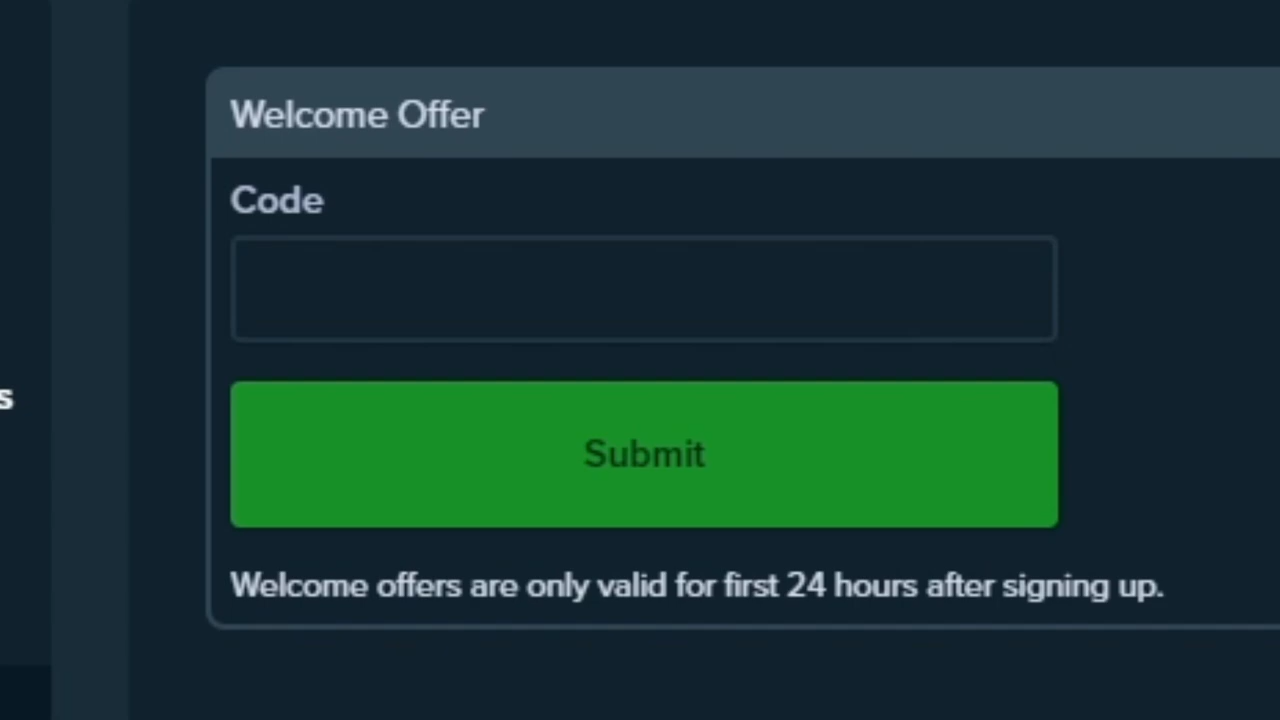 Welcome Offer
Code
s
Submit
Welcome offers are only valid for first 24 hours after signing up.